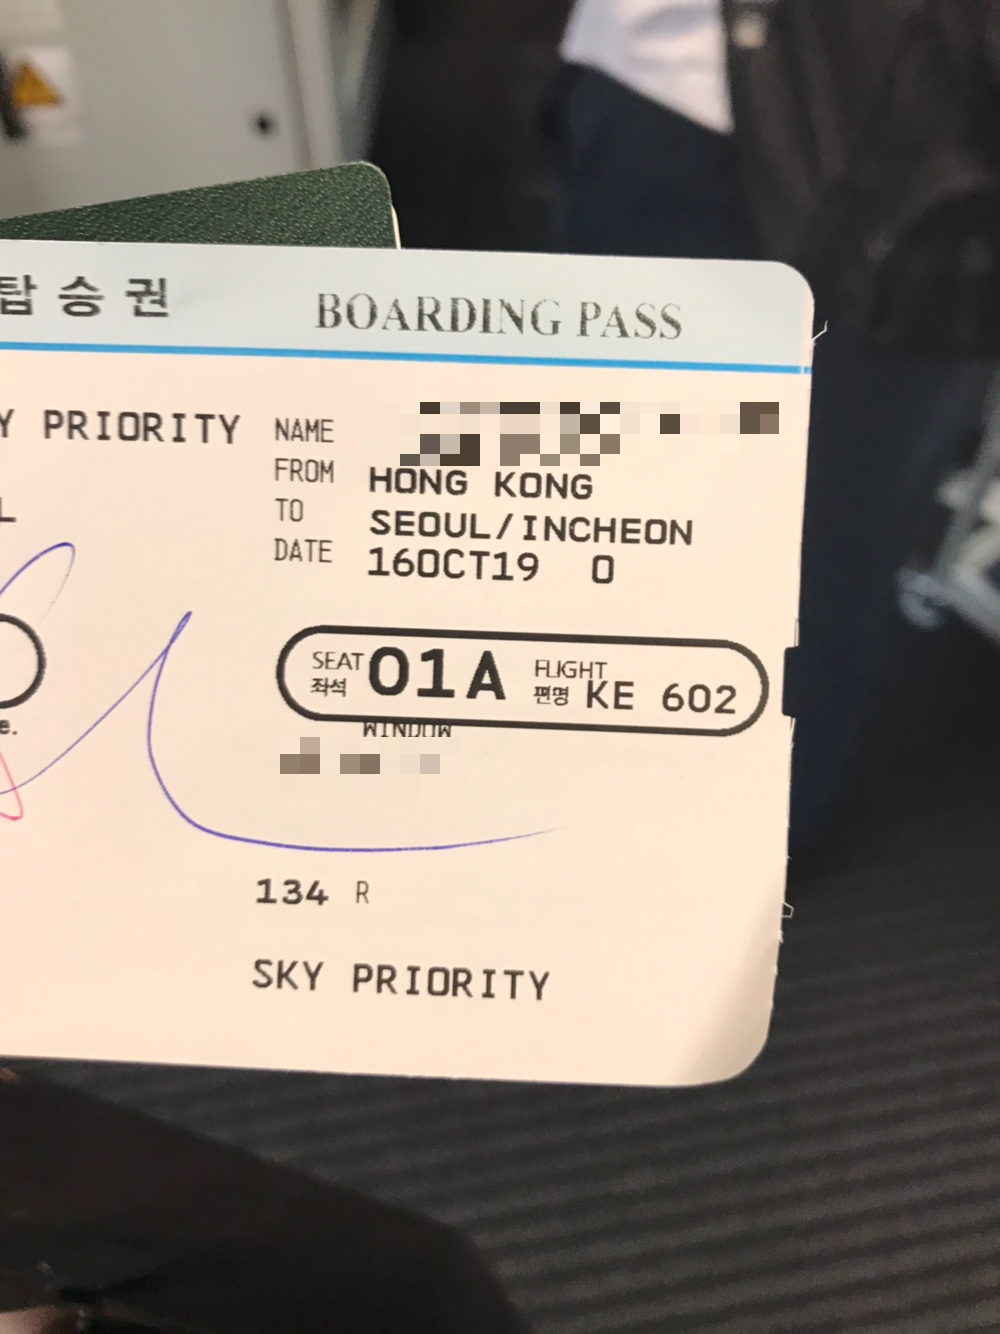 탑승권 BOARDING PASS
Y PRIORITY
NAME
FROM HONG KONG
TO SEOUL/INCHEON
DATE 16OCT19 0
SEAT 좌석 01A FLIGHT 편명 KE 602
WINDOW
e.
134 R
SKY PRIORITY